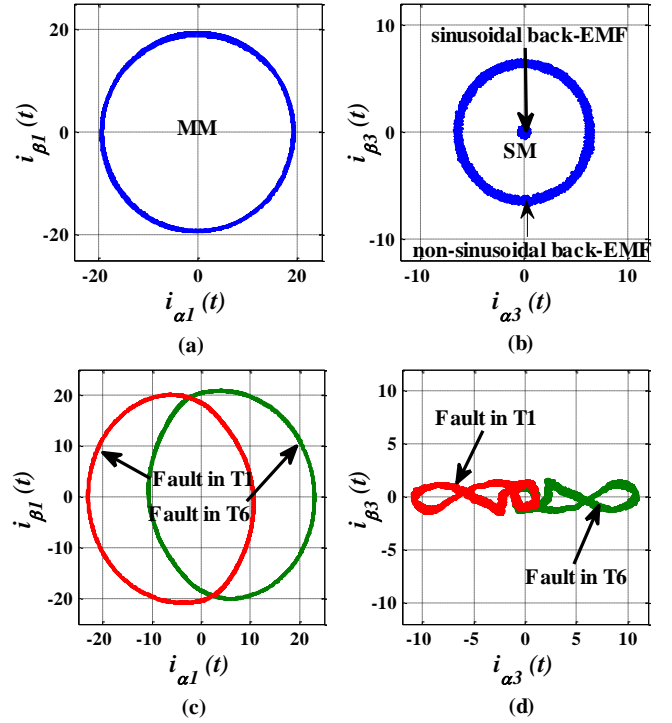 20
0
-20
i_β1 (t)
MM
-20 0 20
i_α1 (t)
(a)
10
0
-10
i_β3 (t)
sinusoidal back-EMF
SM
non-sinusoidal back-EMF
-10 0 10
i_α3 (t)
(b)
20
10
0
-10
-20
i_β1 (t)
Fault in T1
Fault in T6
-20 -10 0 10 20
i_α1 (t)
(c)
10
5
0
-5
-10
i_β3 (t)
Fault in T1
Fault in T6
-10 -5 0 5 10
i_α3 (t)
(d)